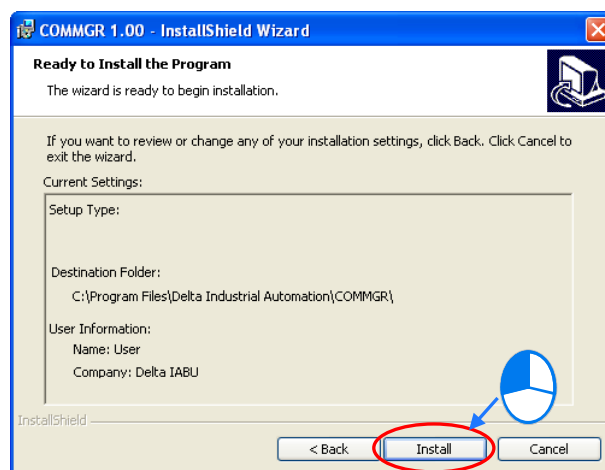 COMMGR 1.00 - InstallShield Wizard
Ready to Install the Program
The wizard is ready to begin installation.
If you want to review or change any of your installation settings, click Back. Click Cancel to
exit the wizard.
Current Settings:
Setup Type:
Destination Folder:
C:\Program Files\Delta Industrial Automation\COMMGR\
User Information:
Name: User
Company: Delta IABU
InstallShield
< Back
Install
Cancel